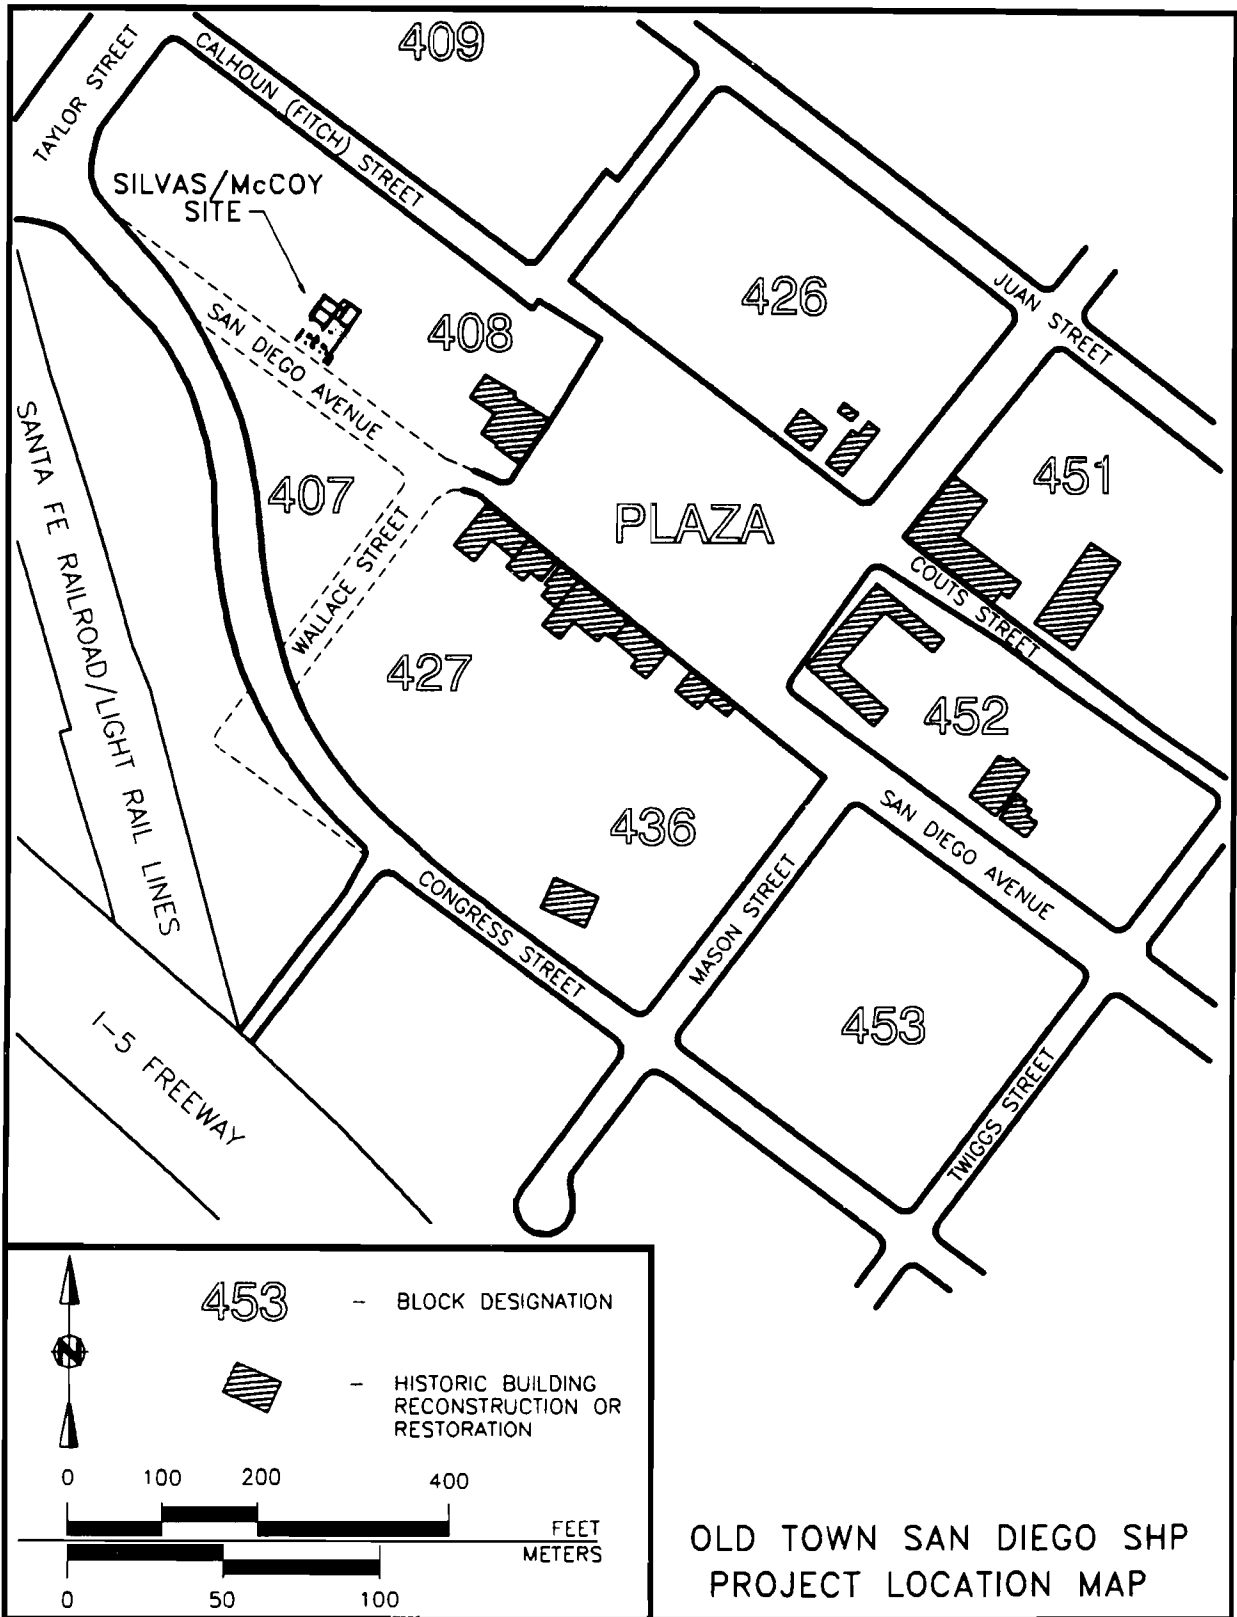 409
TAYLOR STREET
CALHOUN (FITCH) STREET
SILVAS/McCOY
SITE
426
JUAN STREET
SAN DIEGO AVENUE
408
SANTA FE RAILROAD/LIGHT RAIL LINES
407
451
PLAZA
WALLACE STREET
COUTS STREET
427
452
436
SAN DIEGO AVENUE
CONGRESS STREET
MASON STREET
453
I-5 FREEWAY
TWIGGS STREET
N
453 - BLOCK DESIGNATION
- HISTORIC BUILDING
RECONSTRUCTION OR
RESTORATION
0 100 200 400
FEET
METERS
0 50 100
OLD TOWN SAN DIEGO SHP
PROJECT LOCATION MAP